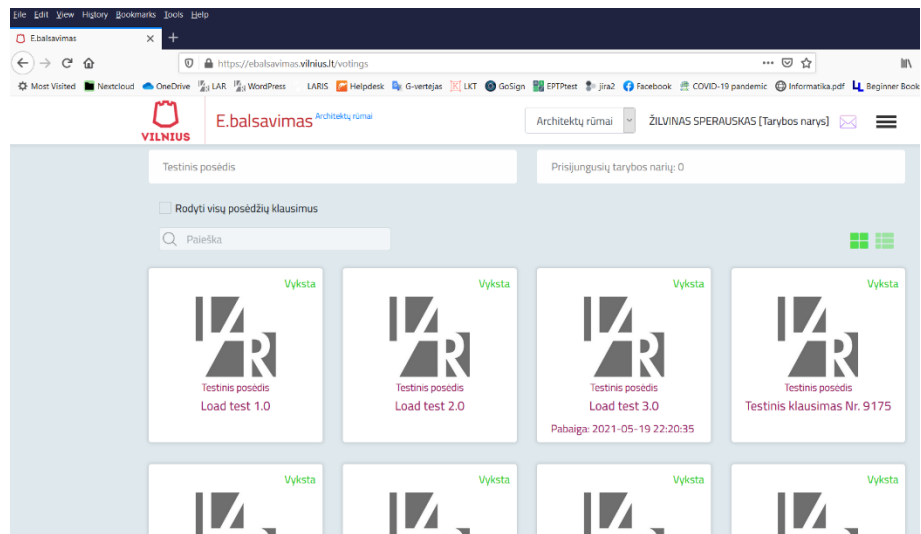 File Edit View History Bookmarks Tools Help
E.balsavimas
https://ebalsavimas.vilnius.lt/votings
Most Visited Nextcloud OneDrive LAR WordPress LARIS Helpdesk G-vertejas LKT GoSign EPTPtest jira2 Facebook COVID-19 pandemic Informatika.pdf Beginner Book
VILNIUS
E.balsavimas Architektų rūmai
Architektų rūmai
ŽILVINAS SPERAUSKAS [Tarybos narys]
Testinis posėdis
Prisijungusių tarybos narių: 0
Rodyti visų posėdžių klausimus
Paieška
Vyksta Vyksta Vyksta Vyksta
Testinis posėdis Testinis posėdis Testinis posėdis Testinis posėdis
Load test 1.0 Load test 2.0 Load test 3.0 Testinis klausimas Nr. 9175
Pabaiga: 2021-05-19 22:20:35
Vyksta Vyksta Vyksta Vyksta